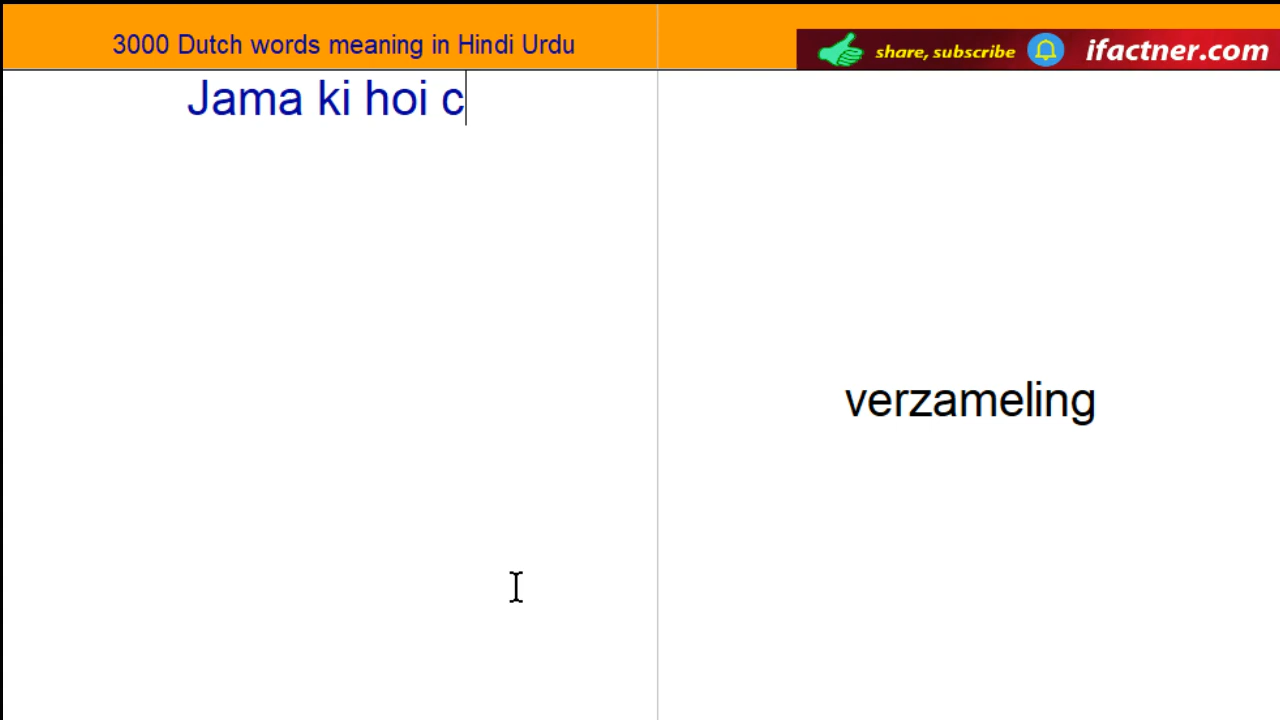 3000 Dutch words meaning in Hindi Urdu
share, subscribe
ifactner.com
Jama ki hoi c
verzameling